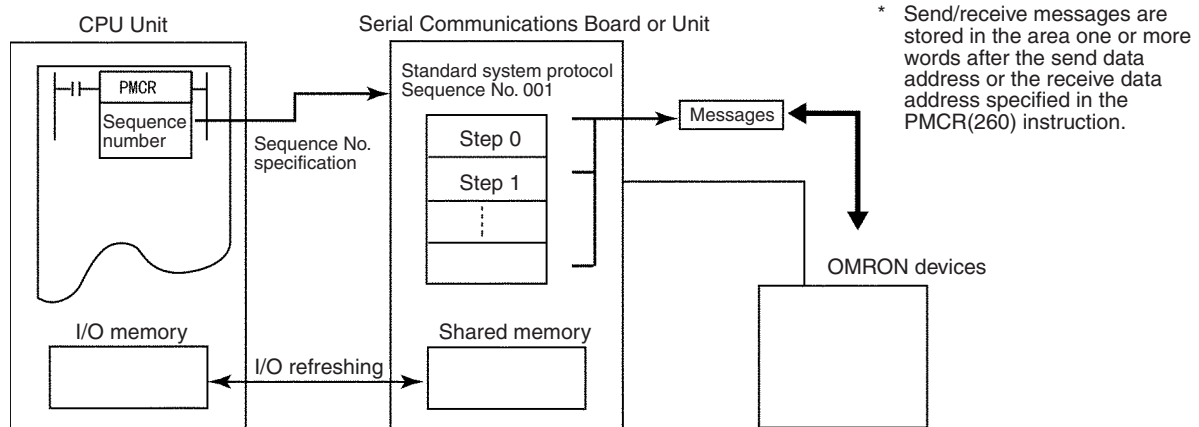 CPU Unit
PMCR
Sequence
number
Sequence No.
specification
I/O memory
I/O refreshing
Serial Communications Board or Unit
Standard system protocol
Sequence No. 001
Step 0
Step 1
Shared memory
Messages
OMRON devices
* Send/receive messages are
stored in the area one or more
words after the send data
address or the receive data
address specified in the
PMCR(260) instruction.